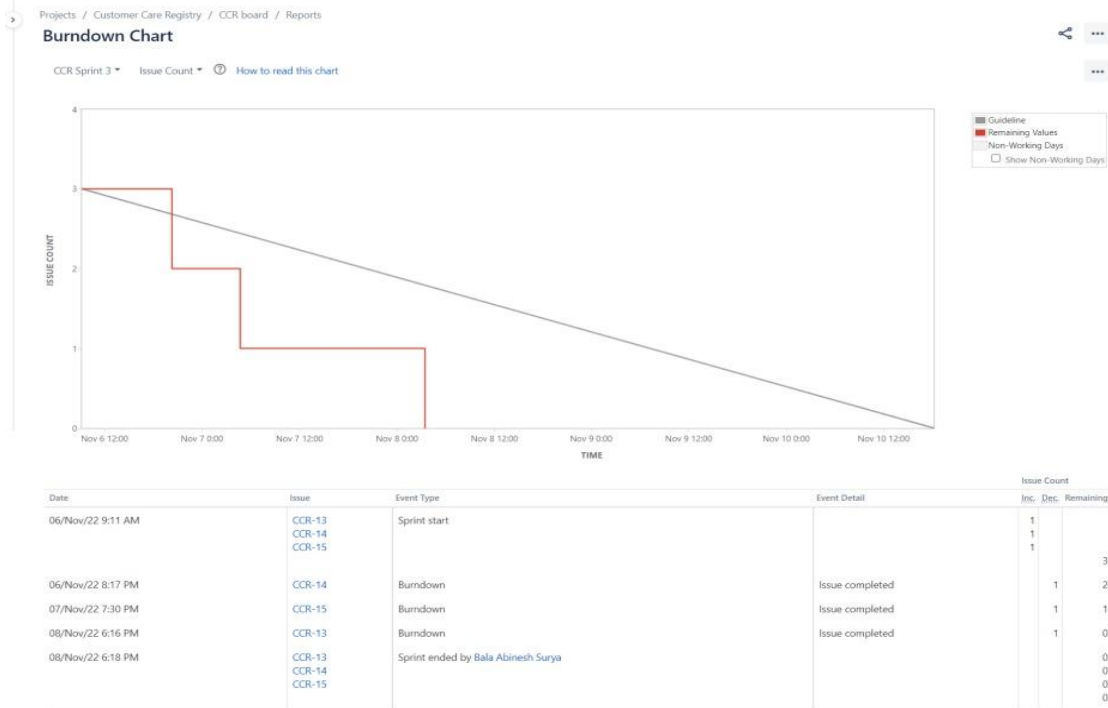 Projects / Customer Care Registry / CCR board / Reports
Burndown Chart
CCR Sprint 3 Issue Count How to read this chart
4
3
2
1
0
ISSUE COUNT
Nov 6 12:00 Nov 7 0:00 Nov 7 12:00 Nov 8 0:00 Nov 8 12:00 Nov 9 0:00 Nov 9 12:00 Nov 10 0:00 Nov 10 12:00
TIME
Guideline
Remaining Values
Non-Working Days
Show Non-Working Days
Issue Count
Date Issue Event Type Event Detail Inc. Dec. Remaining
06/Nov/22 9:11 AM CCR-13 Sprint start 1
CCR-14 1
CCR-15 1
3
06/Nov/22 8:17 PM CCR-14 Burndown Issue completed 1 2
07/Nov/22 7:30 PM CCR-15 Burndown Issue completed 1 1
08/Nov/22 6:16 PM CCR-13 Burndown Issue completed 1 0
08/Nov/22 6:18 PM CCR-13 Sprint ended by Bala Abinesh Surya 0
CCR-14 0
CCR-15 0
0